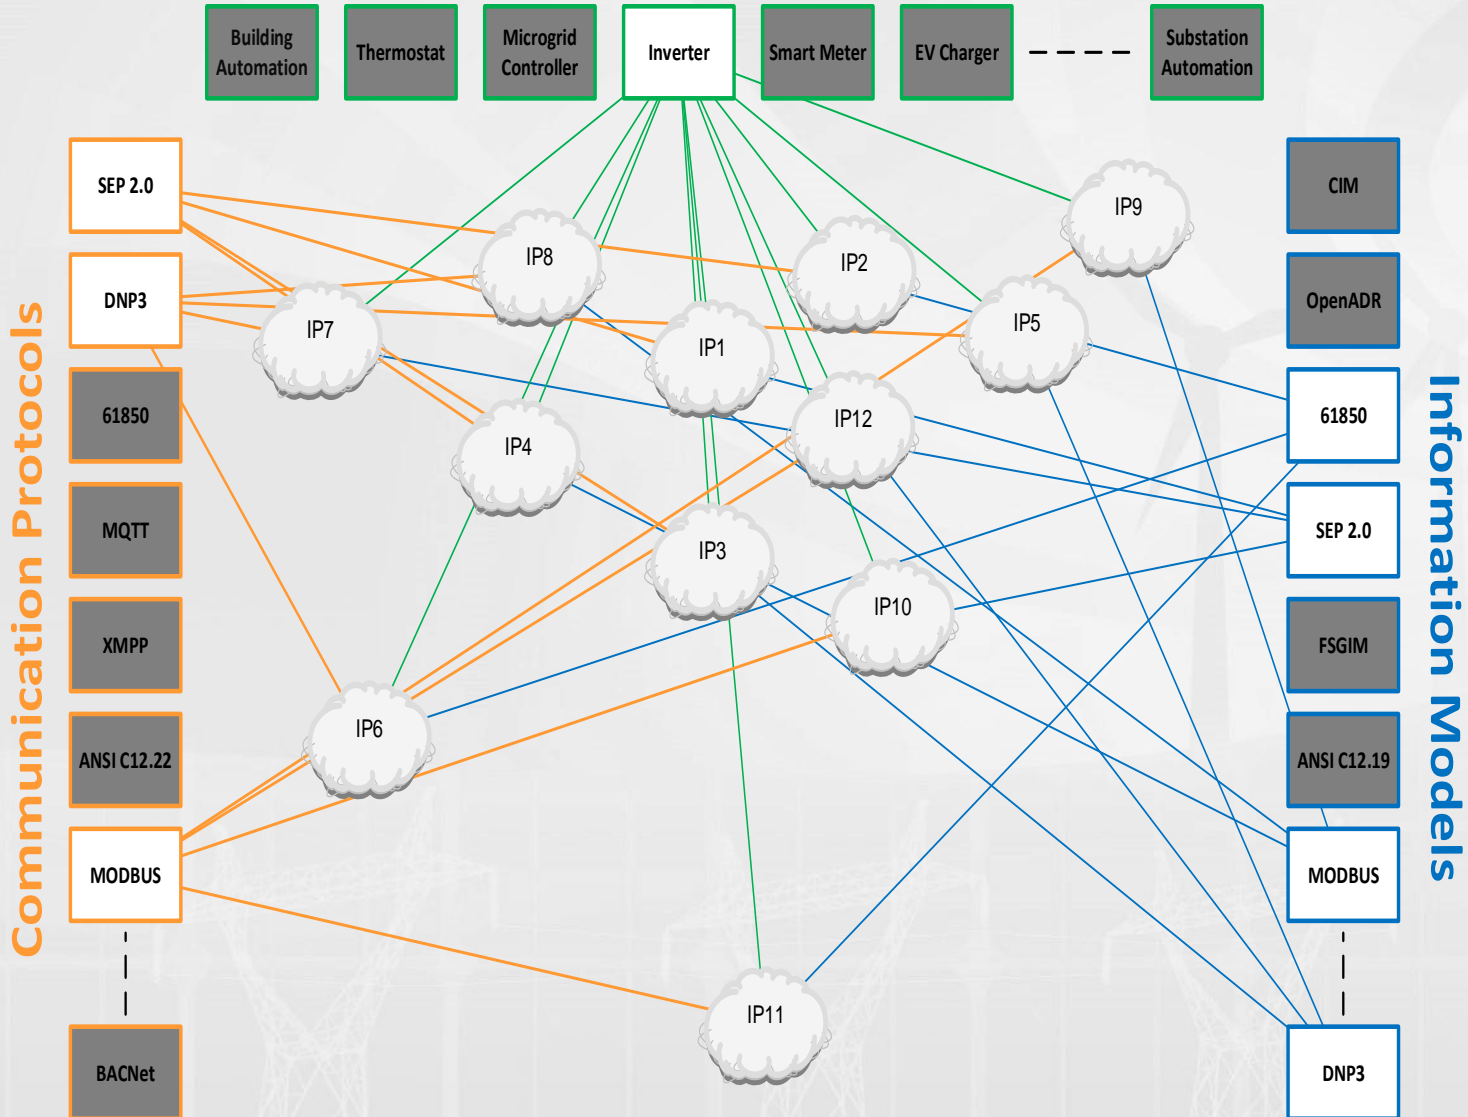 Building
Automation
Thermostat
Microgrid
Controller
Inverter
Smart Meter
EV Charger
Substation
Automation
Communication Protocols
SEP 2.0
DNP3
61850
MQTT
XMPP
ANSI C12.22
MODBUS
BACNet
IP9
IP8
IP2
IP7
IP5
IP1
IP12
IP4
IP3
IP10
IP6
IP11
CIM
OpenADR
61850
SEP 2.0
FSGIM
ANSI C12.19
MODBUS
DNP3
Information Models